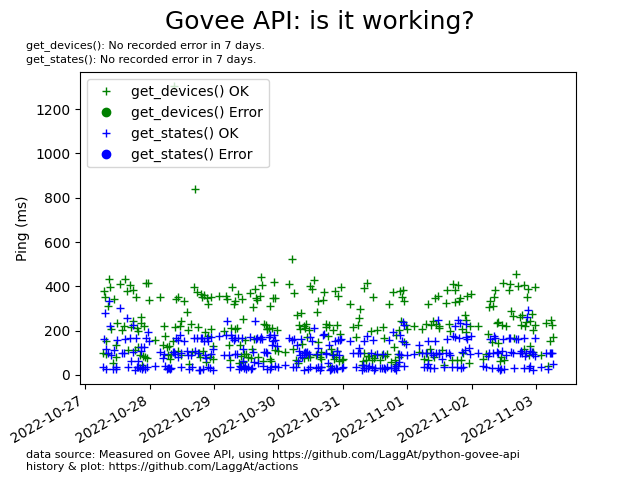 Govee API: is it working?
get_devices(): No recorded error in 7 days.
get_states(): No recorded error in 7 days.
get_devices() OK
get_devices() Error
get_states() OK
get_states() Error
Ping (ms)
1200
1000
800
600
400
200
0
2022-10-27
2022-10-28
2022-10-29
2022-10-30
2022-10-31
2022-11-01
2022-11-02
2022-11-03
data source: Measured on Govee API, using https://github.com/LaggAt/python-govee-api
history & plot: https://github.com/LaggAt/actions